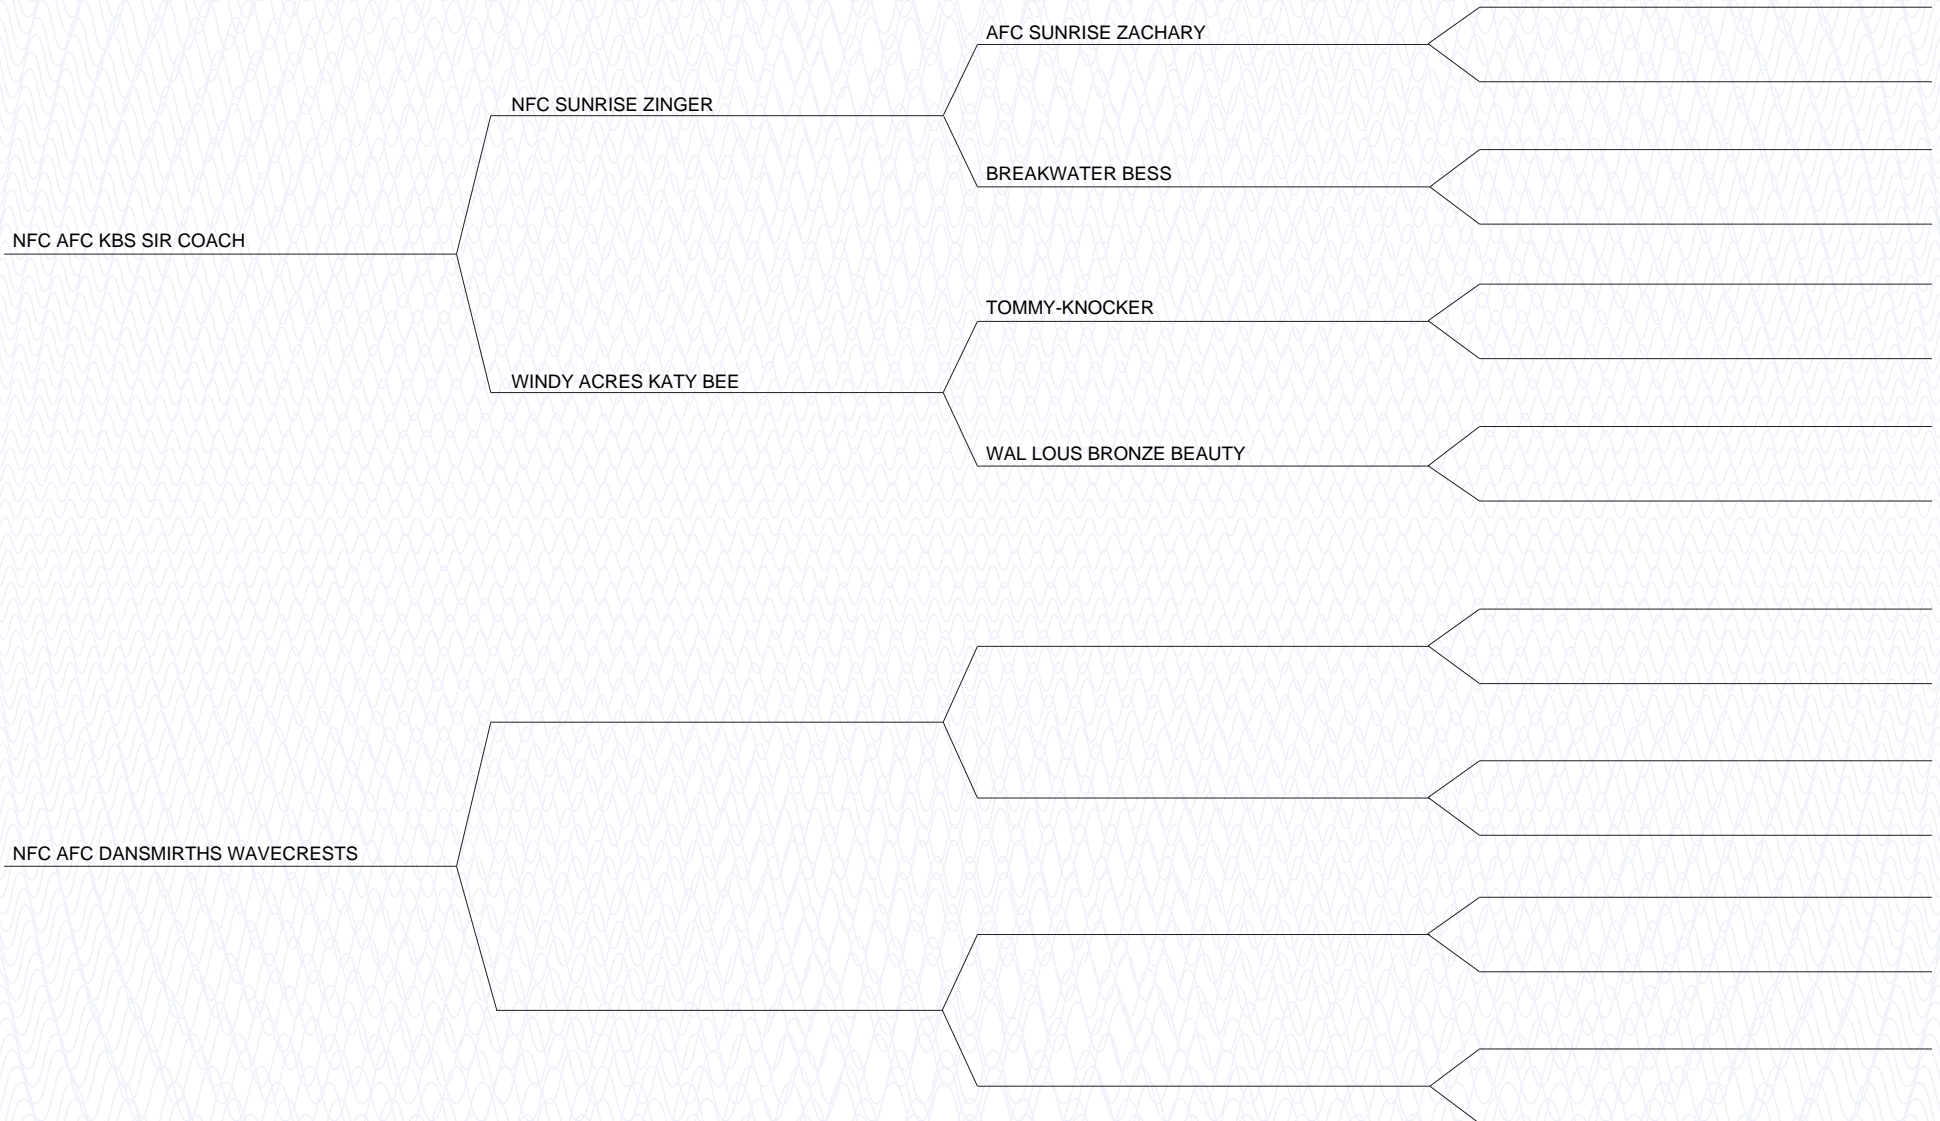 AFC SUNRISE ZACHARY
NFC SUNRISE ZINGER
BREAKWATER BESS
NFC AFC KBS SIR COACH
TOMMY-KNOCKER
WINDY ACRES KATY BEE
WAL LOUS BRONZE BEAUTY
NFC AFC DANSMIRTHS WAVECRESTS